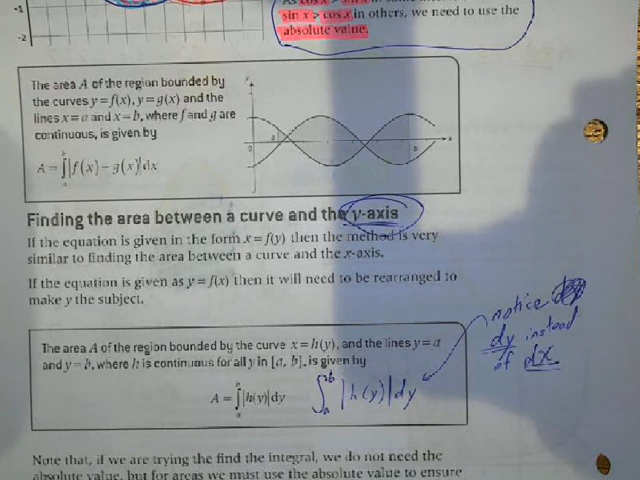 -1
-2
sin x > cos x in others, we need to use the
absolute value.
The area A of the region bounded by
the curves y = f(x), y = g(x) and the
lines x = a and x = b, where f and g are
continuous, is given by
A = ∫ₐᵇ |f(x) − g(x)| dx
y
0
a
b
x
Finding the area between a curve and the y-axis
If the equation is given in the form x = f(y) then the method is very
similar to finding the area between a curve and the x-axis.
If the equation is given as y = f(x) then it will need to be rearranged to
make y the subject.
notice
dy instead
of dx
The area A of the region bounded by the curve x = h(y), and the lines y = a
and y = b, where h is continuous for all y in [a, b], is given by
A = ∫ₐᵇ |h(y)| dy
∫ₐᵇ |h(y)| dy
Note that, if we are trying the find the integral, we do not need the
absolute value, but for areas we must use the absolute value to ensure